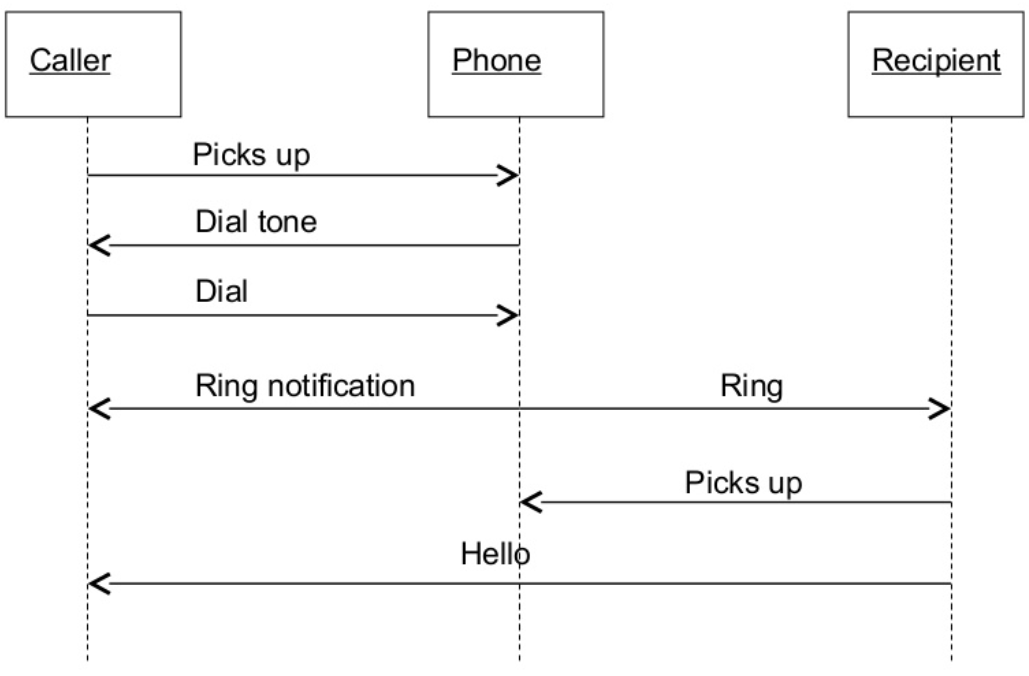 Caller
Phone
Recipient
Picks up
Dial tone
Dial
Ring notification
Ring
Picks up
Hello